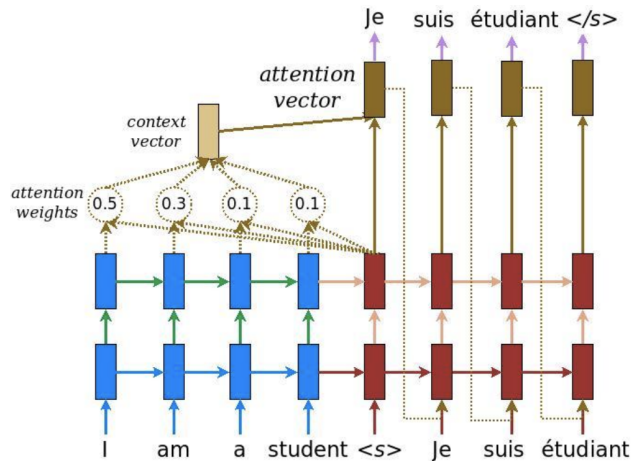 Je suis étudiant </s>
attention
vector
context
vector
attention
weights
0.5 0.3 0.1 0.1
I am a student <s> Je suis étudiant